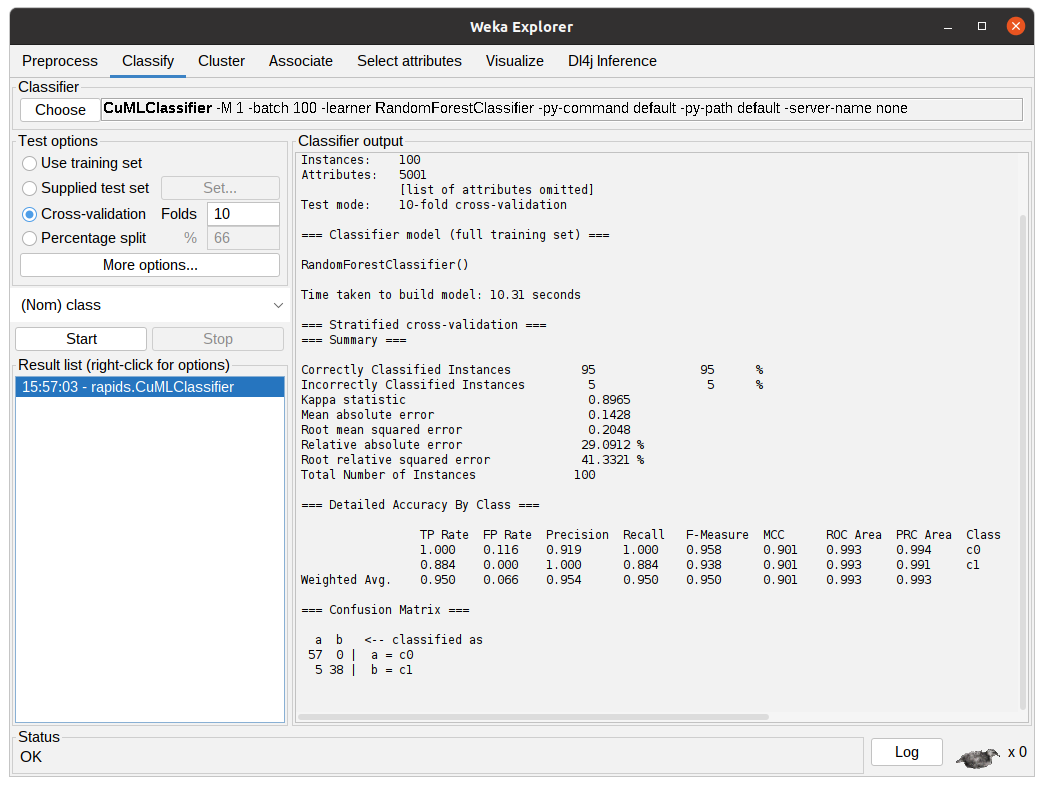 Weka Explorer
Preprocess Classify Cluster Associate Select attributes Visualize Dl4j Inference
Classifier
Choose CuMLClassifier -M 1 -batch 100 -learner RandomForestClassifier -py-command default -py-path default -server-name none
Test options
Use training set
Supplied test set Set...
Cross-validation Folds 10
Percentage split % 66
More options...
(Nom) class
Start Stop
Result list (right-click for options)
15:57:03 - rapids.CuMLClassifier
Classifier output
Instances: 100
Attributes: 5001
[list of attributes omitted]
Test mode: 10-fold cross-validation
=== Classifier model (full training set) ===
RandomForestClassifier()
Time taken to build model: 10.31 seconds
=== Stratified cross-validation ===
=== Summary ===
Correctly Classified Instances 95 95 %
Incorrectly Classified Instances 5 5 %
Kappa statistic 0.8965
Mean absolute error 0.1428
Root mean squared error 0.2048
Relative absolute error 29.0912 %
Root relative squared error 41.3321 %
Total Number of Instances 100
=== Detailed Accuracy By Class ===
TP Rate FP Rate Precision Recall F-Measure MCC ROC Area PRC Area Class
1.000 0.116 0.919 1.000 0.958 0.901 0.993 0.994 c0
0.884 0.000 1.000 0.884 0.938 0.901 0.993 0.991 c1
Weighted Avg. 0.950 0.066 0.954 0.950 0.950 0.901 0.993 0.993
=== Confusion Matrix ===
a b <-- classified as
57 0 | a = c0
5 38 | b = c1
Status
OK
Log
x 0